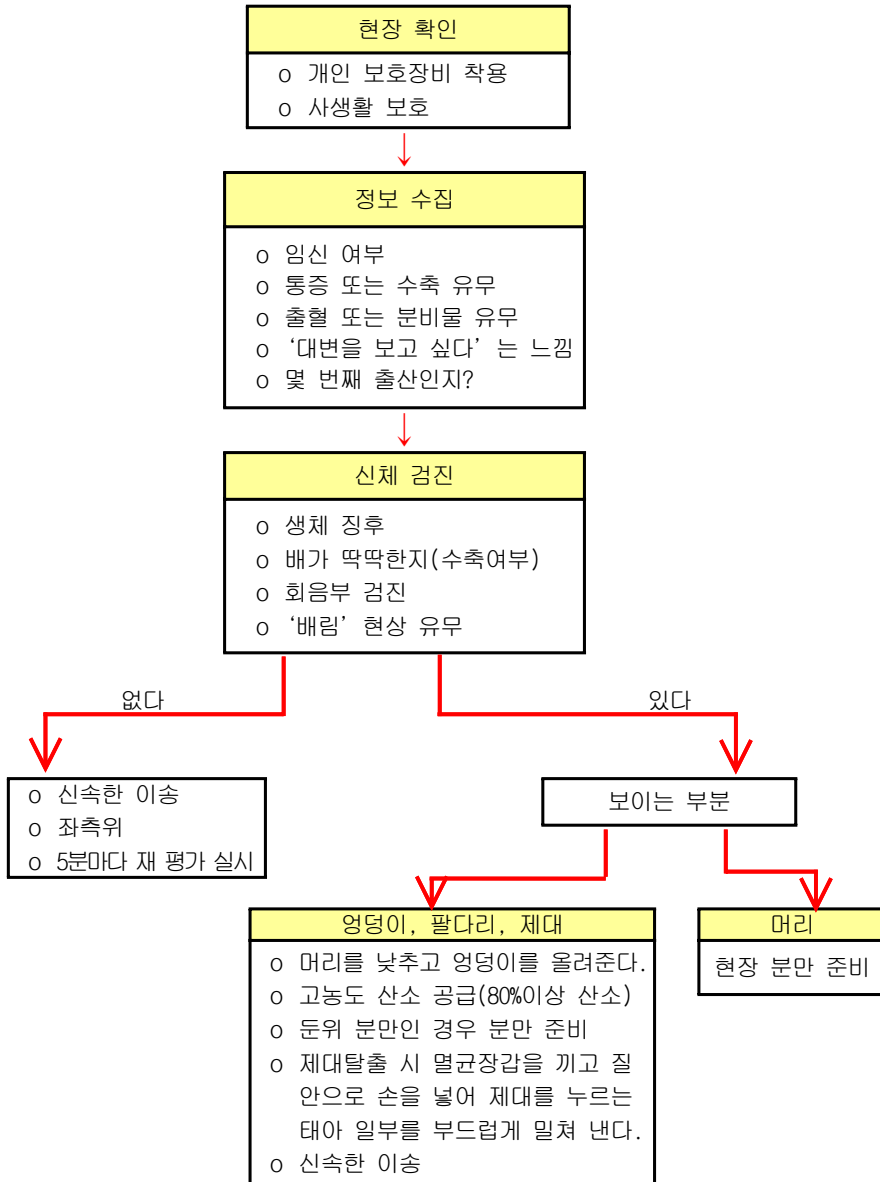 현장 확인
o 개인 보호장비 착용
o 사생활 보호
정보 수집
o 임신 여부
o 통증 또는 수축 유무
o 출혈 또는 분비물 유무
o ‘대변을 보고 싶다’는 느낌
o 몇 번째 출산인지?
신체 검진
o 생체 징후
o 배가 딱딱한지(수축여부)
o 회음부 검진
o ‘배림’ 현상 유무
없다
있다
o 신속한 이송
o 좌측위
o 5분마다 재 평가 실시
보이는 부분
엉덩이, 팔다리, 제대
o 머리를 낮추고 엉덩이를 올려준다.
o 고농도 산소 공급(80%이상 산소)
o 둔위 분만인 경우 분만 준비
o 제대탈출 시 멸균장갑을 끼고 질
안으로 손을 넣어 제대를 누르는
태아 일부를 부드럽게 밀쳐 낸다.
o 신속한 이송
머리
현장 분만 준비